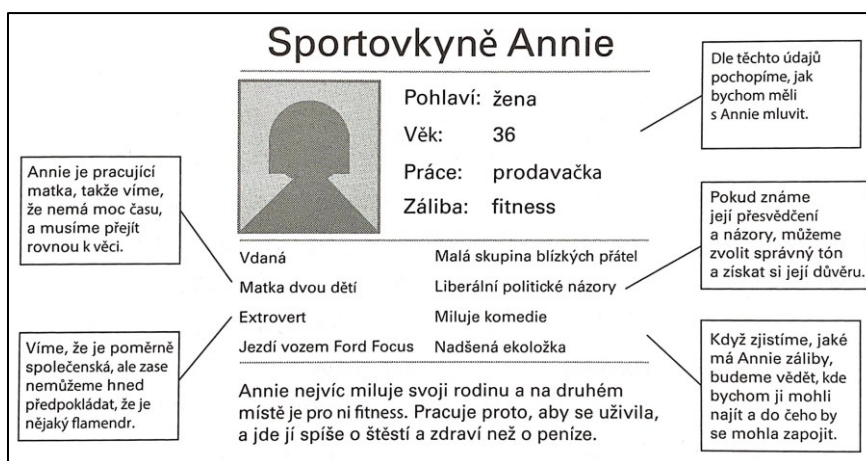 Sportovkyně Annie
Pohlaví: žena
Věk: 36
Práce: prodavačka
Záliba: fitness
Dle těchto údajů
pochopíme, jak
bychom měli
s Annie mluvit.
Annie je pracující
matka, takže víme,
že nemá moc času,
a musíme přejít
rovnou k věci.
Pokud známe
její přesvědčení
a názory, můžeme
zvolit správný tón
a získat si její důvěru.
Vdaná
Matka dvou dětí
Extrovert
Jezdí vozem Ford Focus
Malá skupina blízkých přátel
Liberální politické názory
Miluje komedie
Nadšená ekoložka
Víme, že je poměrně
společenská, ale zase
nemůžeme hned
předpokládat, že je
nějaký flamendr.
Když zjistíme, jaké
má Annie záliby,
budeme vědět, kde
bychom ji mohli
najít a do čeho by
se mohla zapojit.
Annie nejvíc miluje svoji rodinu a na druhém
místě je pro ni fitness. Pracuje proto, aby se uživila,
a jde jí spíše o štěstí a zdraví než o peníze.